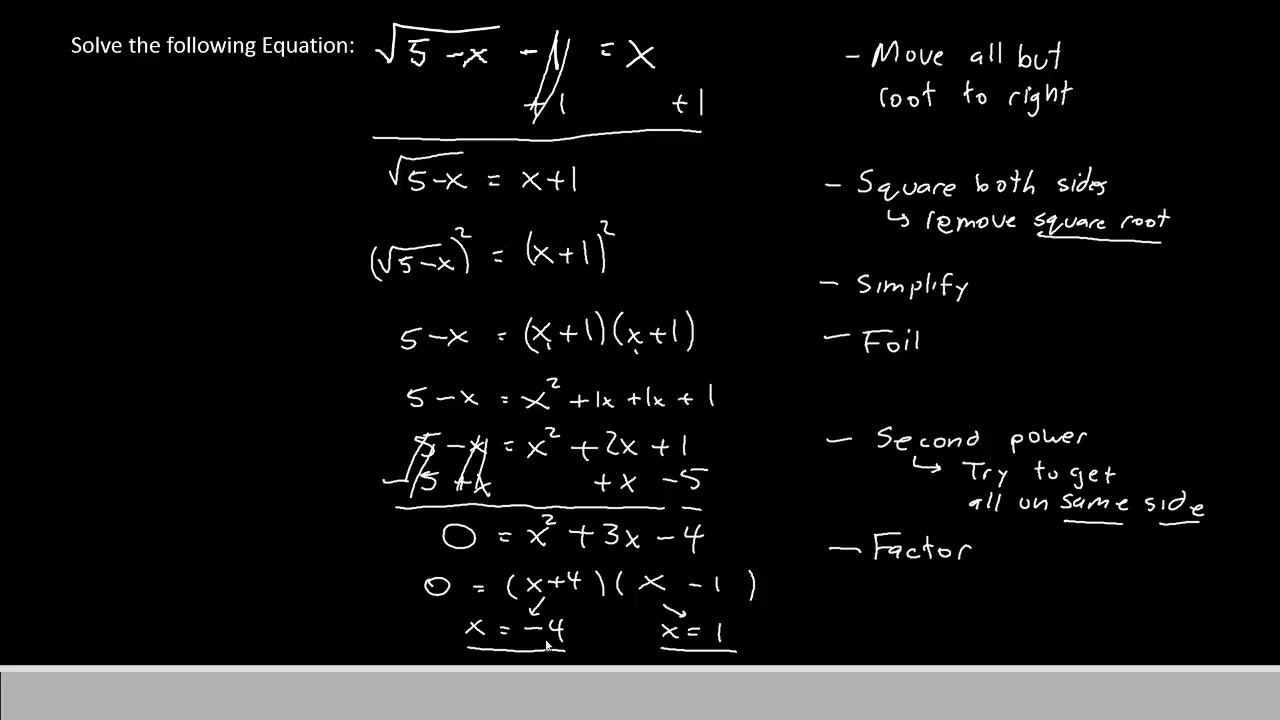 Solve the following Equation: √(5-x) - 1 = x
+1 +1
√(5-x) = x+1
(√(5-x))² = (x+1)²
5-x = (x+1)(x+1)
5-x = x² +1x +1x +1
5-x = x² +2x +1
-5 +x +x -5
0 = x² +3x -4
0 = (x+4)(x -1)
x = -4 x = 1
- Move all but
root to right
- Square both sides
↳ remove square root
- Simplify
- Foil
- Second power
↳ Try to get
all on same side
- Factor